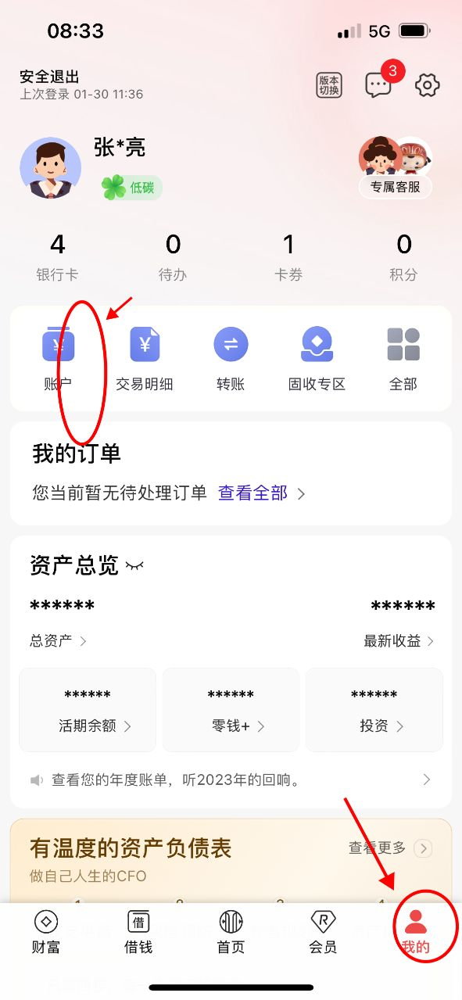 08:33 5G
安全退出
上次登录 01-30 11:36
版本切换 3
张*亮
低碳
专属客服
4 0 1 0
银行卡 待办 卡券 积分
¥ ¥
账户 交易明细 转账 固收专区 全部
我的订单
您当前暂无待处理订单 查看全部 >
资产总览
****** ******
总资产 > 最新收益 >
****** ****** ******
活期余额 > 零钱+ > 投资 >
查看您的年度账单，听2023年的回响。 >
有温度的资产负债表 查看更多 >
做自己人生的CFO
借 R
财富 借钱 首页 会员 我的